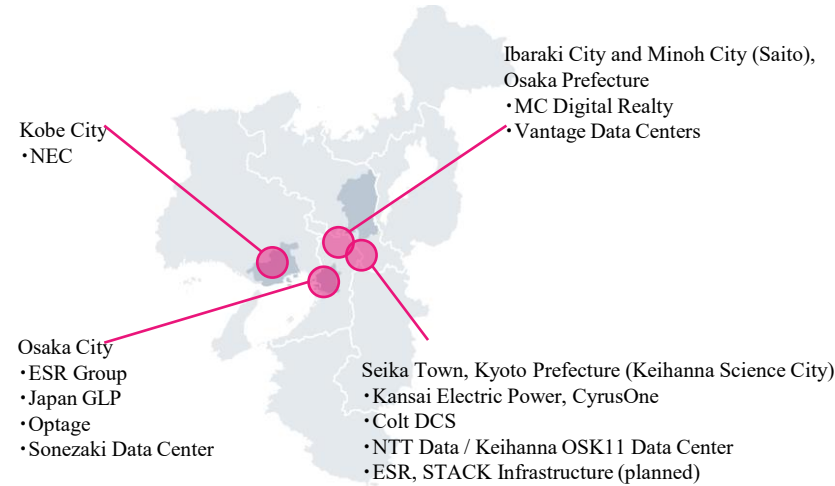 Ibaraki City and Minoh City (Saito),
Osaka Prefecture
・MC Digital Realty
・Vantage Data Centers
Kobe City
・NEC
Osaka City
・ESR Group
・Japan GLP
・Optage
・Sonezaki Data Center
Seika Town, Kyoto Prefecture (Keihanna Science City)
・Kansai Electric Power, CyrusOne
・Colt DCS
・NTT Data / Keihanna OSK11 Data Center
・ESR, STACK Infrastructure (planned)